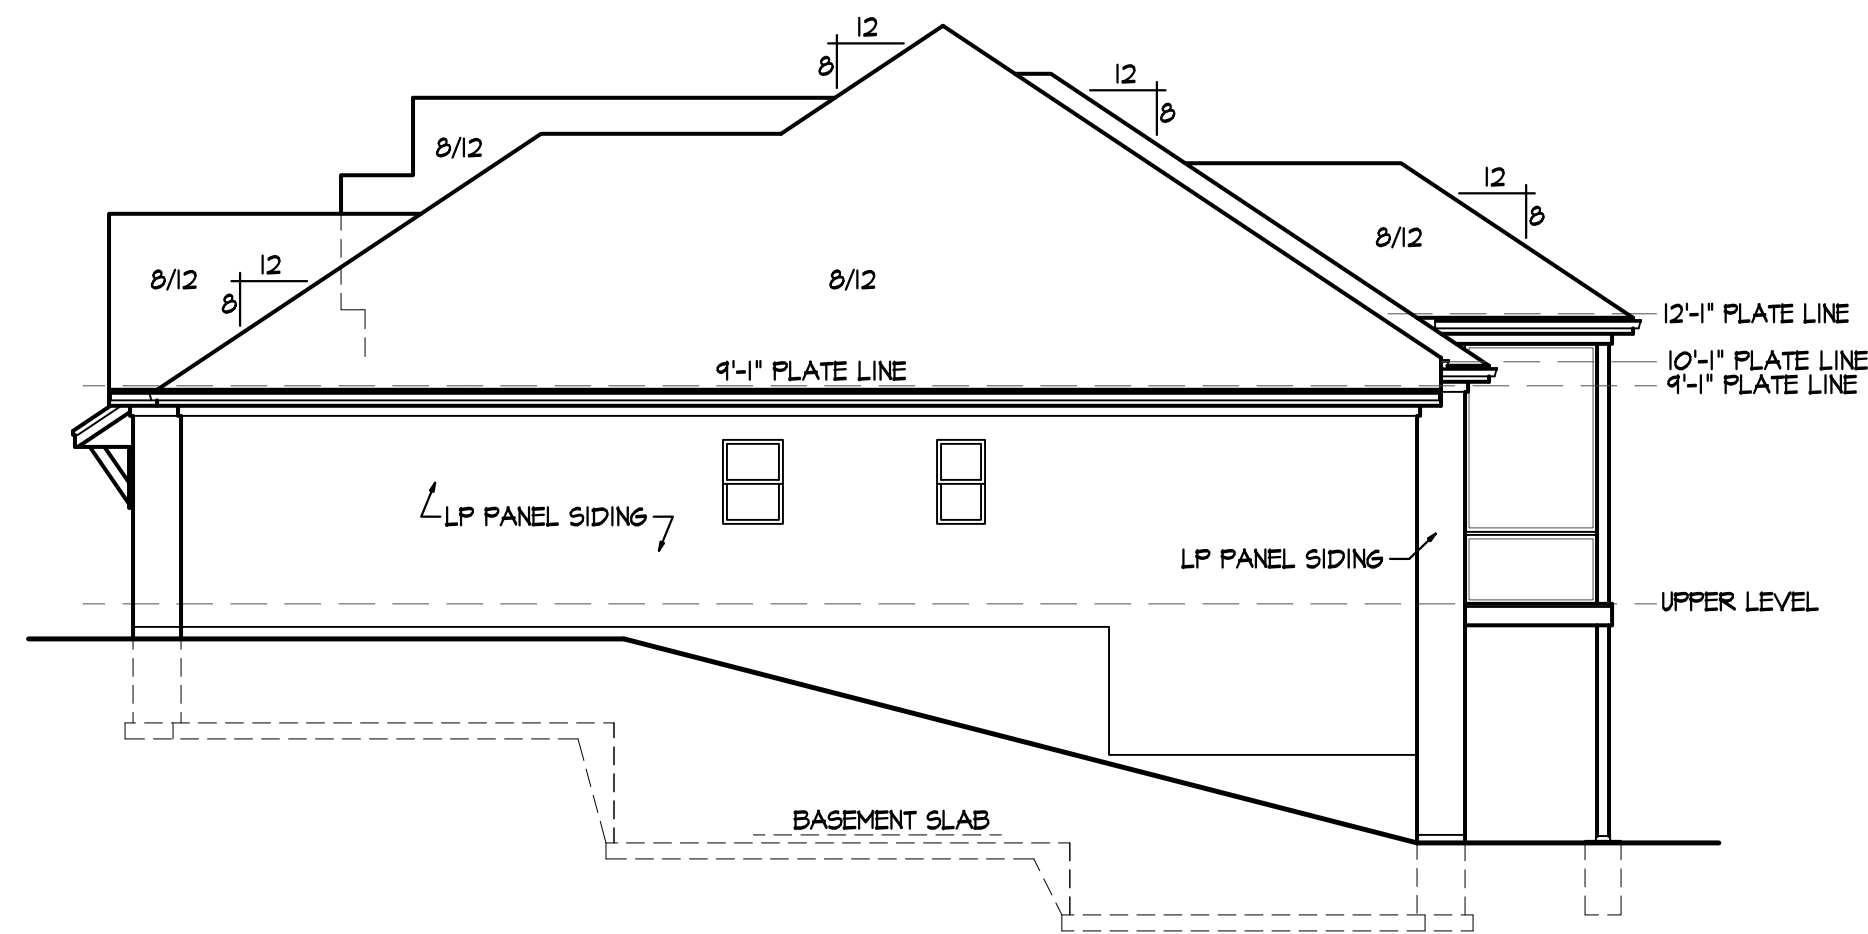 12
8
12
8
8/12
12
8
8/12
12
8/12
8
8/12
12'-1" PLATE LINE
10'-1" PLATE LINE
9'-1" PLATE LINE
9'-1" PLATE LINE
LP PANEL SIDING
LP PANEL SIDING
UPPER LEVEL
BASEMENT SLAB